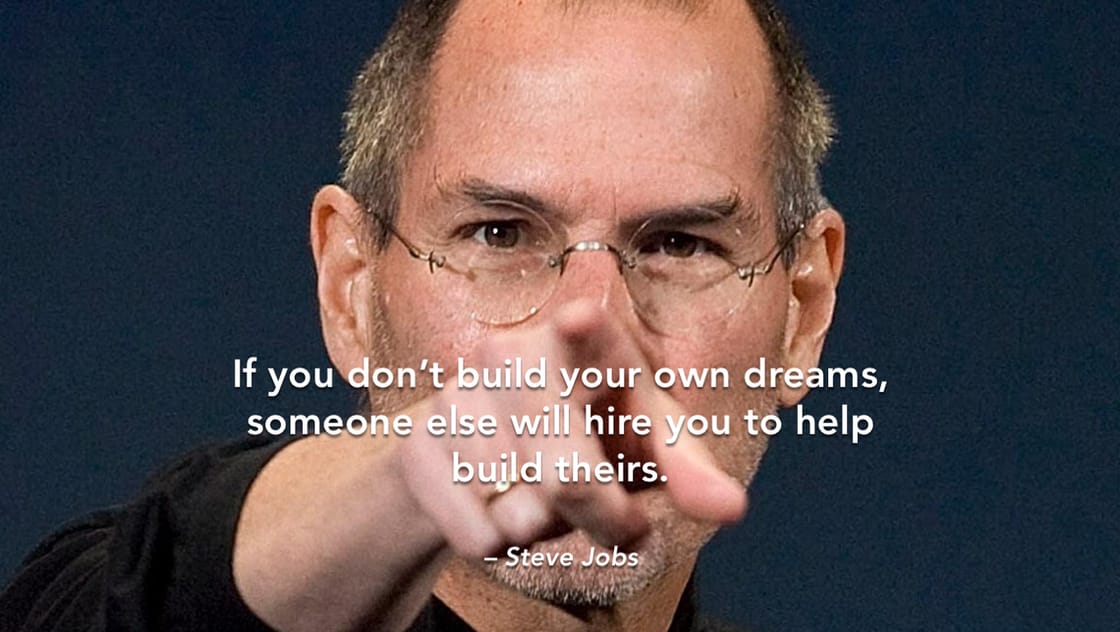 If you don’t build your own dreams,
someone else will hire you to help
build theirs.
– Steve Jobs